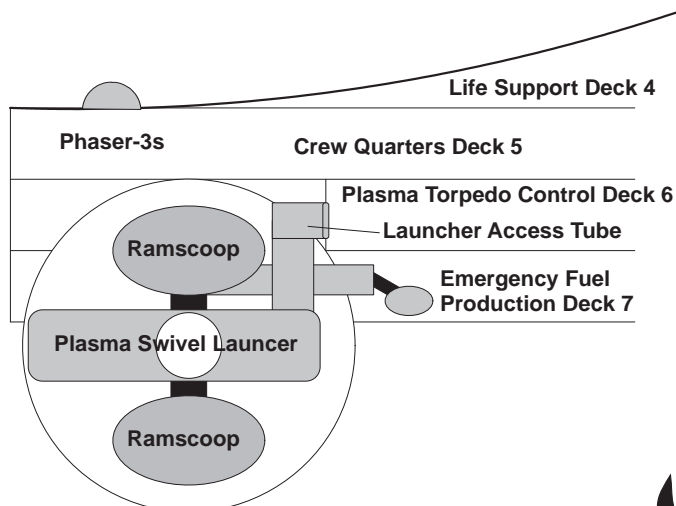 Life Support Deck 4
Phaser-3s
Crew Quarters Deck 5
Plasma Torpedo Control Deck 6
Launcher Access Tube
Ramscoop
Emergency Fuel
Production Deck 7
Plasma Swivel Launcer
Ramscoop